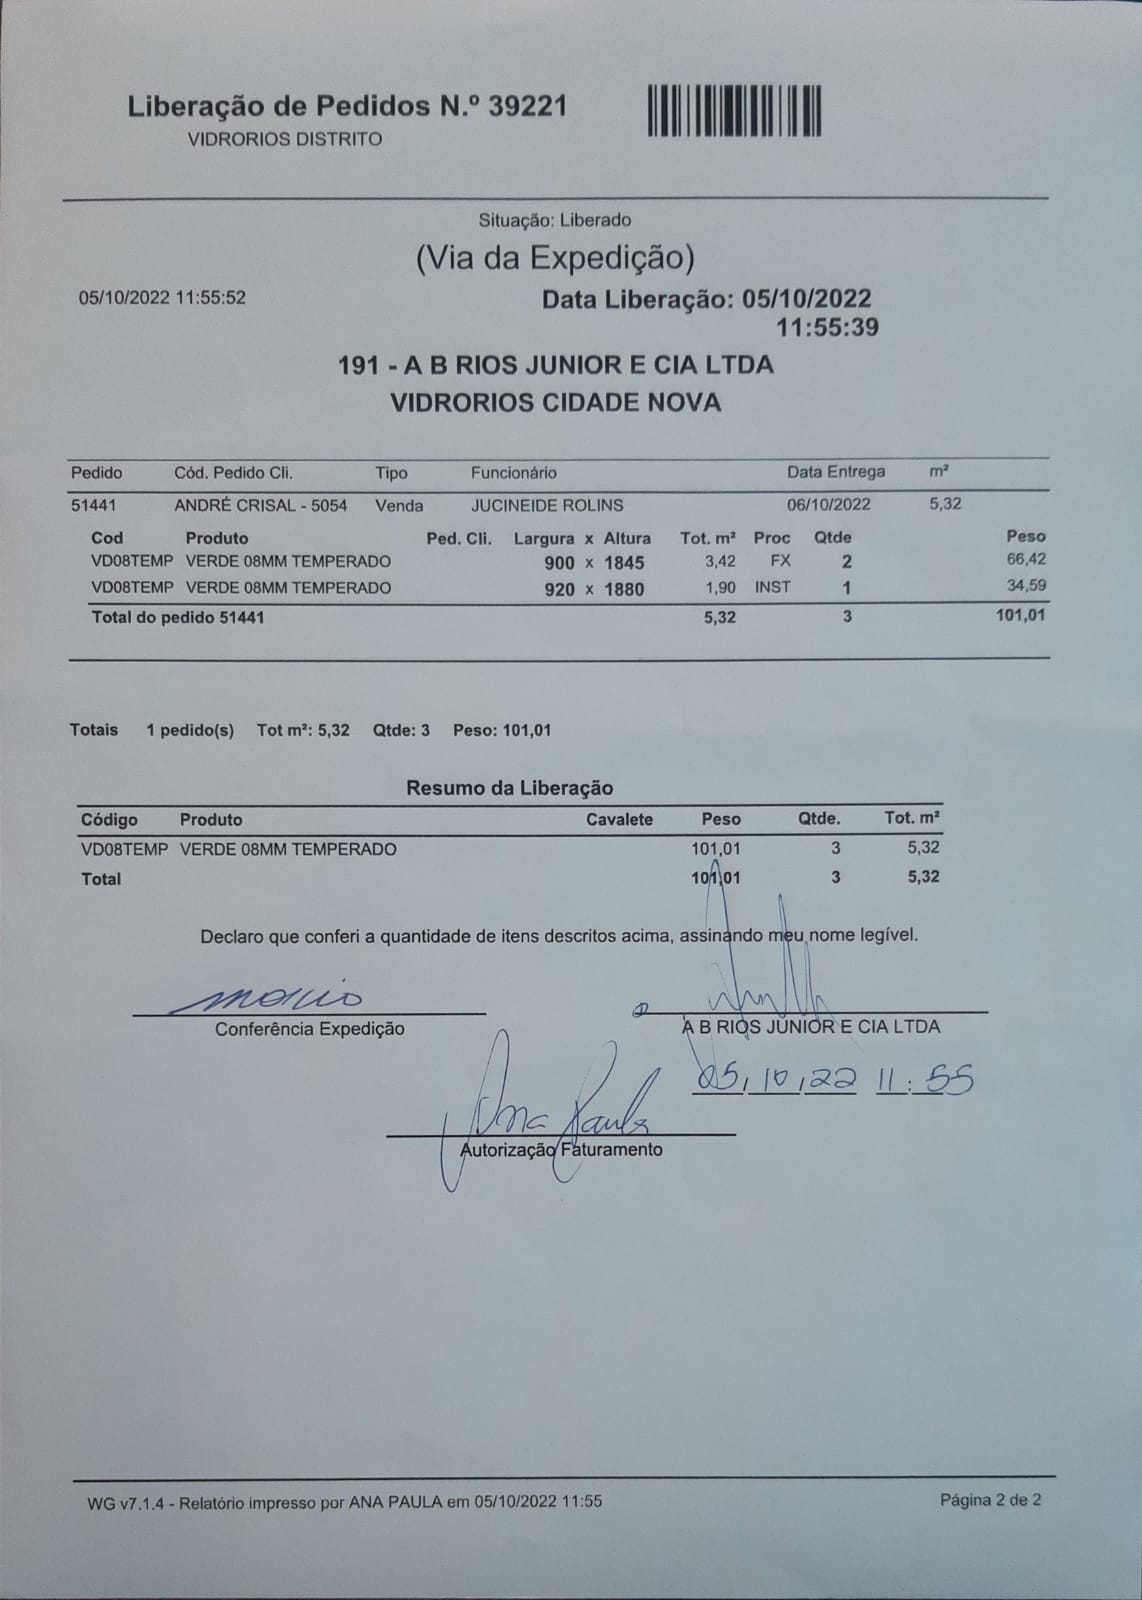 Liberação de Pedidos N.º 39221
VIDRORIOS DISTRITO
Situação: Liberado
(Via da Expedição)
05/10/2022 11:55:52
Data Liberação: 05/10/2022
11:55:39
191 - A B RIOS JUNIOR E CIA LTDA
VIDRORIOS CIDADE NOVA
Pedido Cód. Pedido Cli. Tipo Funcionário Data Entrega m²
51441 ANDRÉ CRISAL - 5054 Venda JUCINEIDE ROLINS 06/10/2022 5,32
Cod Produto Ped. Cli. Largura x Altura Tot. m² Proc Qtde Peso
VD08TEMP VERDE 08MM TEMPERADO 900 x 1845 3,42 FX 2 66,42
VD08TEMP VERDE 08MM TEMPERADO 920 x 1880 1,90 INST 1 34,59
Total do pedido 51441 5,32 3 101,01
Totais 1 pedido(s) Tot m²: 5,32 Qtde: 3 Peso: 101,01
Resumo da Liberação
Código Produto Cavalete Peso Qtde. Tot. m²
VD08TEMP VERDE 08MM TEMPERADO 101,01 3 5,32
Total 101,01 3 5,32
Declaro que conferi a quantidade de itens descritos acima, assinando meu nome legível.
Conferência Expedição
A B RIOS JUNIOR E CIA LTDA
05, 10, 22 11:55
Ana Paula
Autorização Faturamento
WG v7.1.4 - Relatório impresso por ANA PAULA em 05/10/2022 11:55
Página 2 de 2